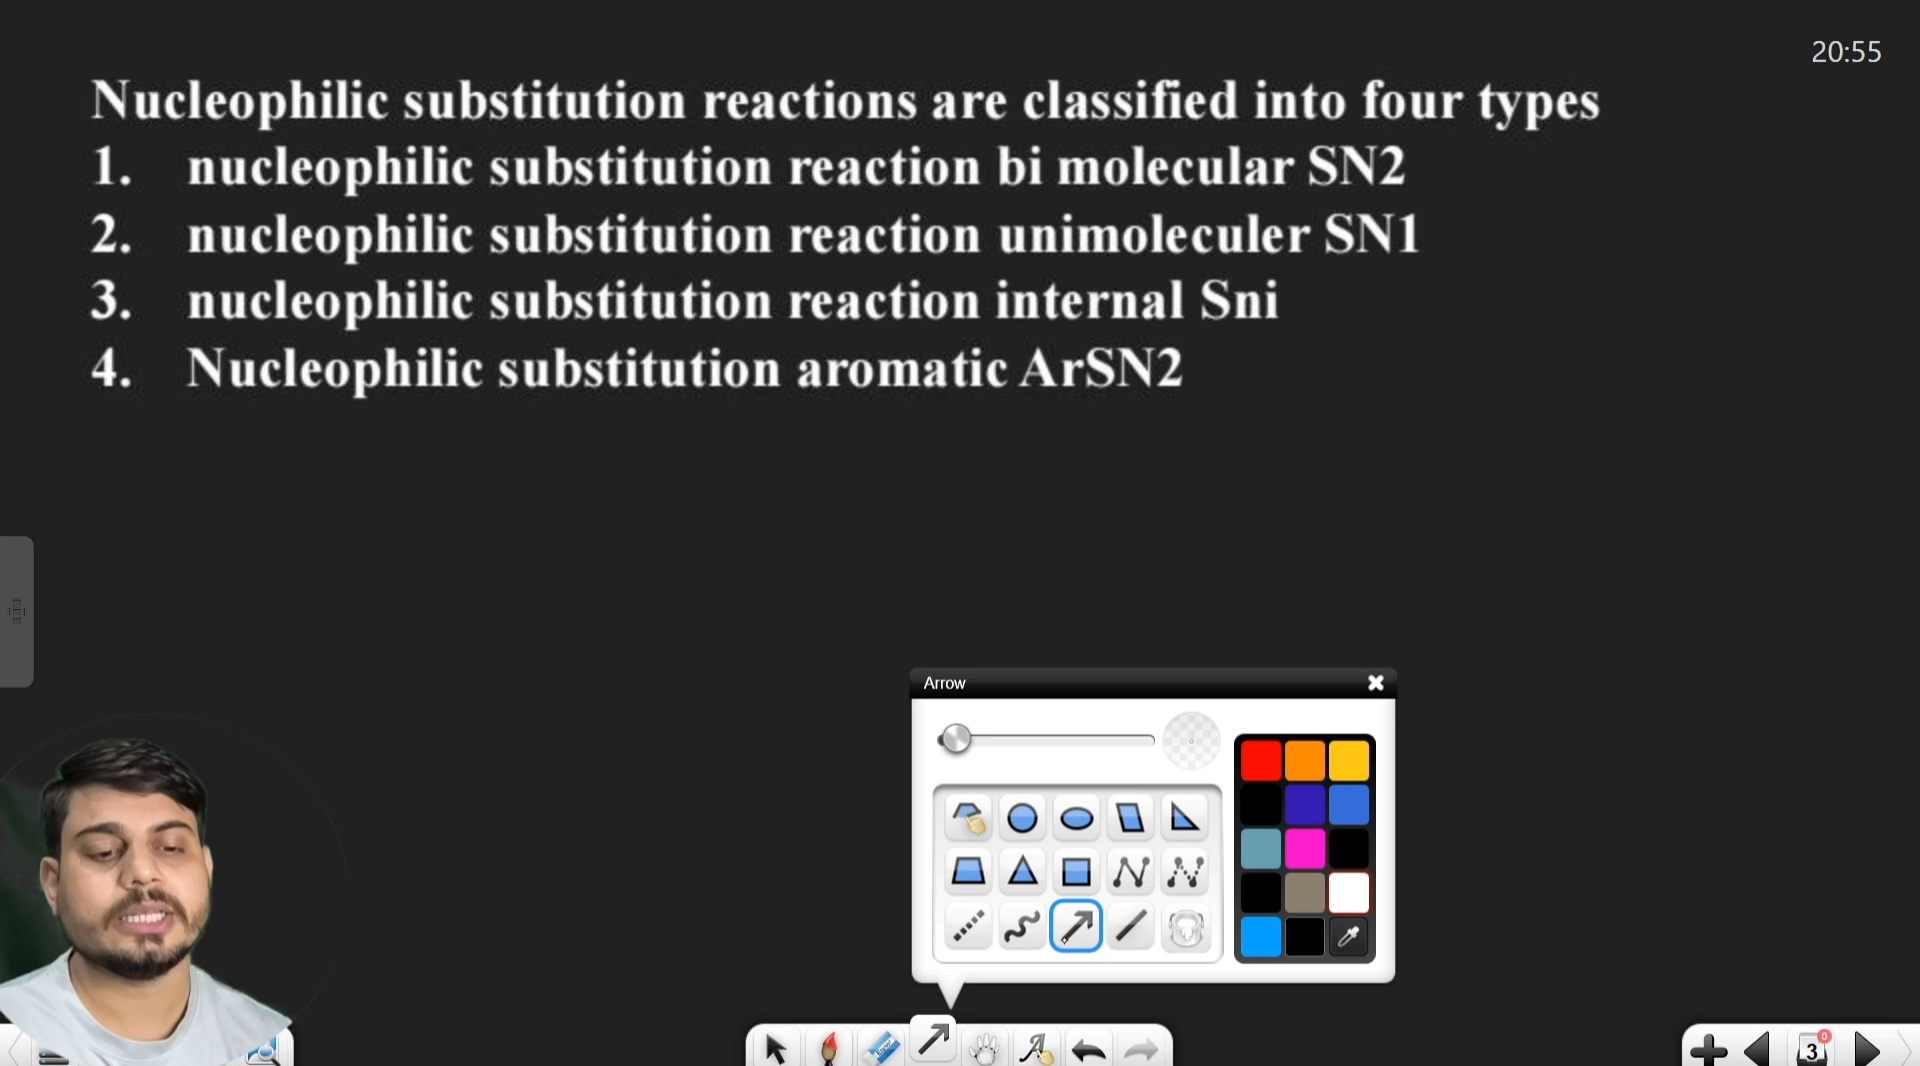 20:55
Nucleophilic substitution reactions are classified into four types
1. nucleophilic substitution reaction bi molecular SN2
2. nucleophilic substitution reaction unimoleculer SN1
3. nucleophilic substitution reaction internal Sni
4. Nucleophilic substitution aromatic ArSN2
Arrow
3
0